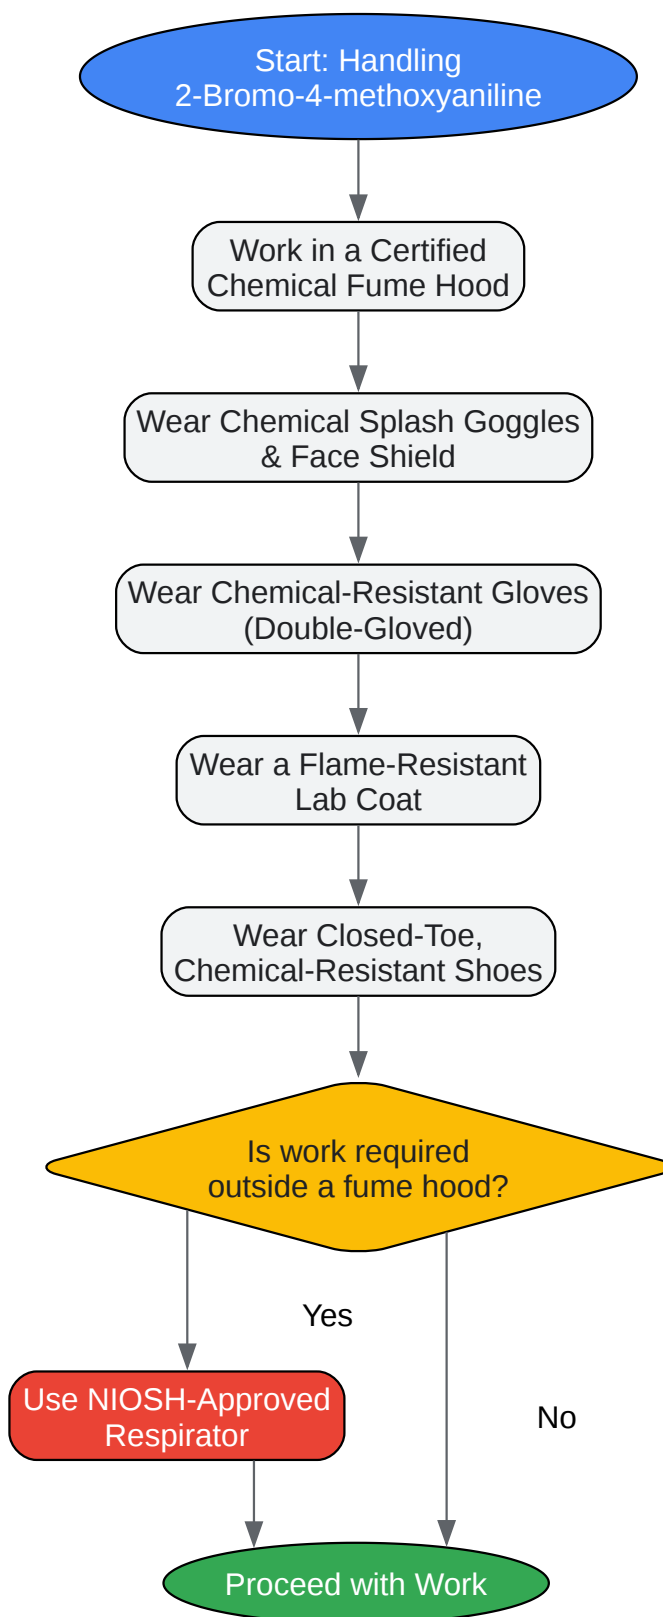 Start: Handling
2-Bromo-4-methoxyaniline
Work in a Certified
Chemical Fume Hood
Wear Chemical Splash Goggles
& Face Shield
Wear Chemical-Resistant Gloves
(Double-Gloved)
Wear a Flame-Resistant
Lab Coat
Wear Closed-Toe,
Chemical-Resistant Shoes
Is work required
outside a fume hood?
Yes
Use NIOSH-Approved
Respirator
No
Proceed with Work